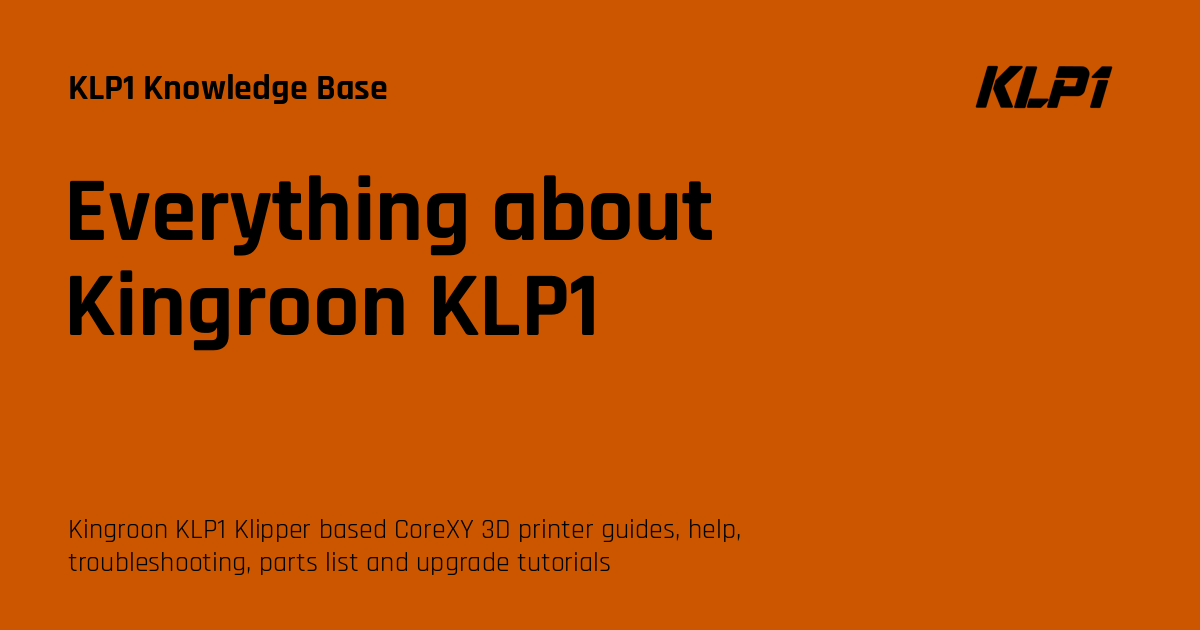 KLP1 Knowledge Base
KLP1
Everything about
Kingroon KLP1
Kingroon KLP1 Klipper based CoreXY 3D printer guides, help,
troubleshooting, parts list and upgrade tutorials